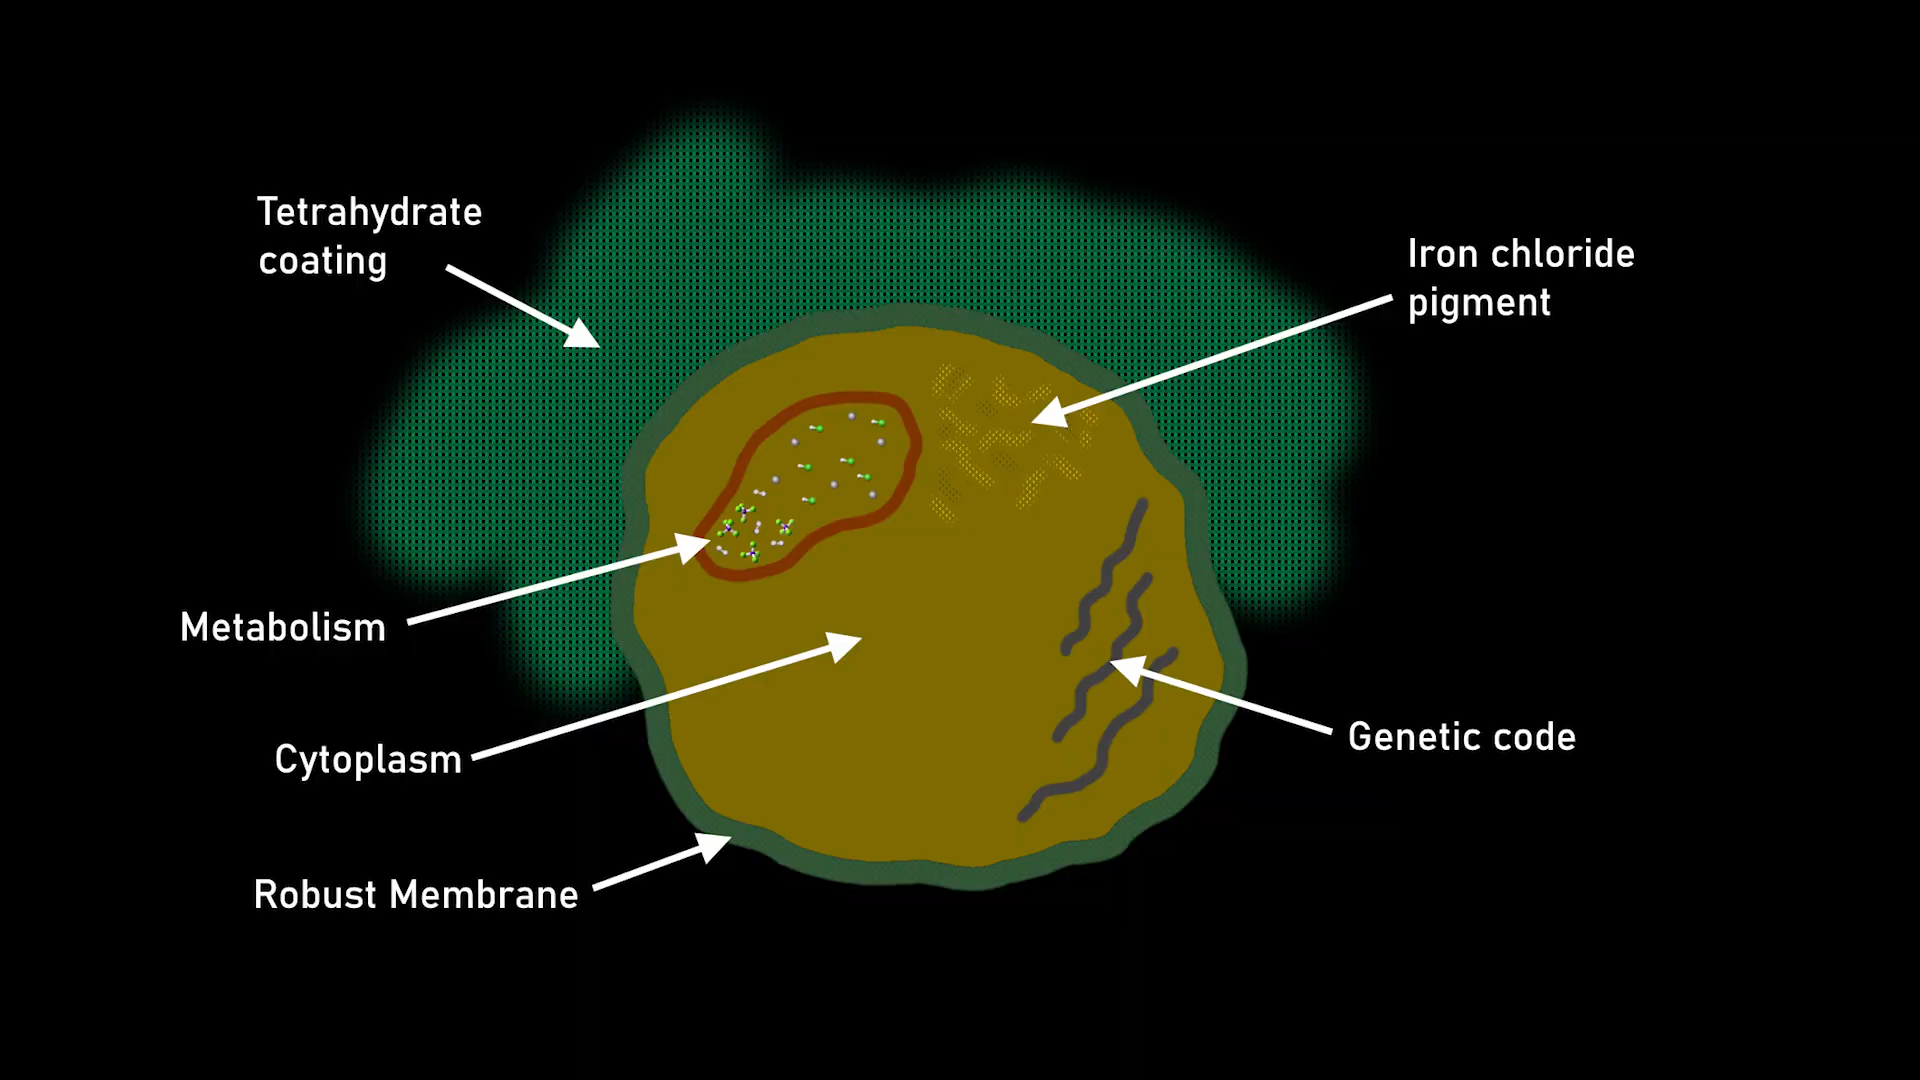 Tetrahydrate
coating
Iron chloride
pigment
Metabolism
Cytoplasm
Genetic code
Robust Membrane